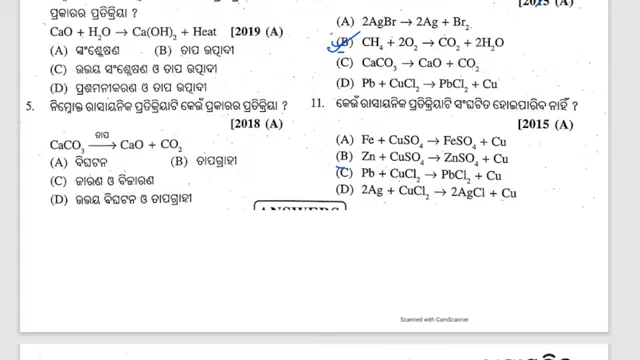 ପ୍ରକାରର ପ୍ରତିକ୍ରିୟା ?
CaO + H₂O → Ca(OH)₂ + Heat [2019 (A)
(A) ସଂଶ୍ଳେଷଣ (B) ତାପ ଉତ୍ପାଦୀ
(C) ଉଭୟ ସଂଶ୍ଳେଷଣ ଓ ତାପ ଉତ୍ପାଦୀ
(D) ପ୍ରଶମନୀକରଣ ଓ ତାପ ଉତ୍ପାଦୀ
5. ନିମ୍ନୋକ୍ତ ରାସାୟନିକ ପ୍ରତିକ୍ରିୟାଟି କେଉଁ ପ୍ରକାରର ପ୍ରତିକ୍ରିୟା ?
[2018 (A)
ତାପ
CaCO₃ → CaO + CO₂
(A) ବିଘଟନ (B) ତାପଗ୍ରାହୀ
(C) ଜାରଣ ଓ ବିଜାରଣ
(D) ଉଭୟ ବିଘଟନ ଓ ତାପଗ୍ରାହୀ
[2015 (A)
(A) 2AgBr → 2Ag + Br₂
(B) CH₄ + 2O₂ → CO₂ + 2H₂O
(C) CaCO₃ → CaO + CO₂
(D) Pb + CuCl₂ → PbCl₂ + Cu
11. କେଉଁ ରାସାୟନିକ ପ୍ରତିକ୍ରିୟାଟି ସଂଘଟିତ ହୋଇପାରିବ ନାହିଁ ?
[2015 (A)
(A) Fe + CuSO₄ → FeSO₄ + Cu
(B) Zn + CuSO₄ → ZnSO₄ + Cu
(C) Pb + CuCl₂ → PbCl₂ + Cu
(D) 2Ag + CuCl₂ → 2AgCl + Cu
ANSWERS
Scanned with CamScanner